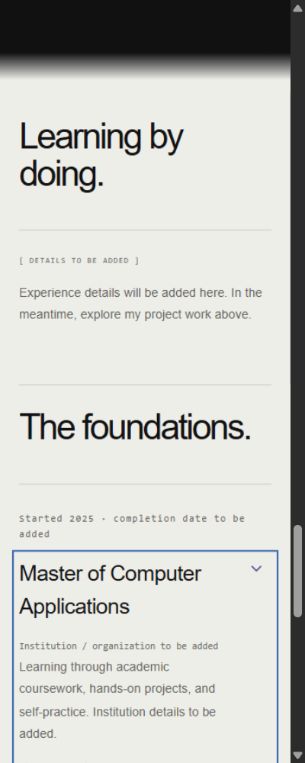 Learning by
doing.
[ DETAILS TO BE ADDED ]
Experience details will be added here. In the
meantime, explore my project work above.
The foundations.
Started 2025 · completion date to be
added
Master of Computer
Applications
Institution / organization to be added
Learning through academic
coursework, hands-on projects, and
self-practice. Institution details to be
added.